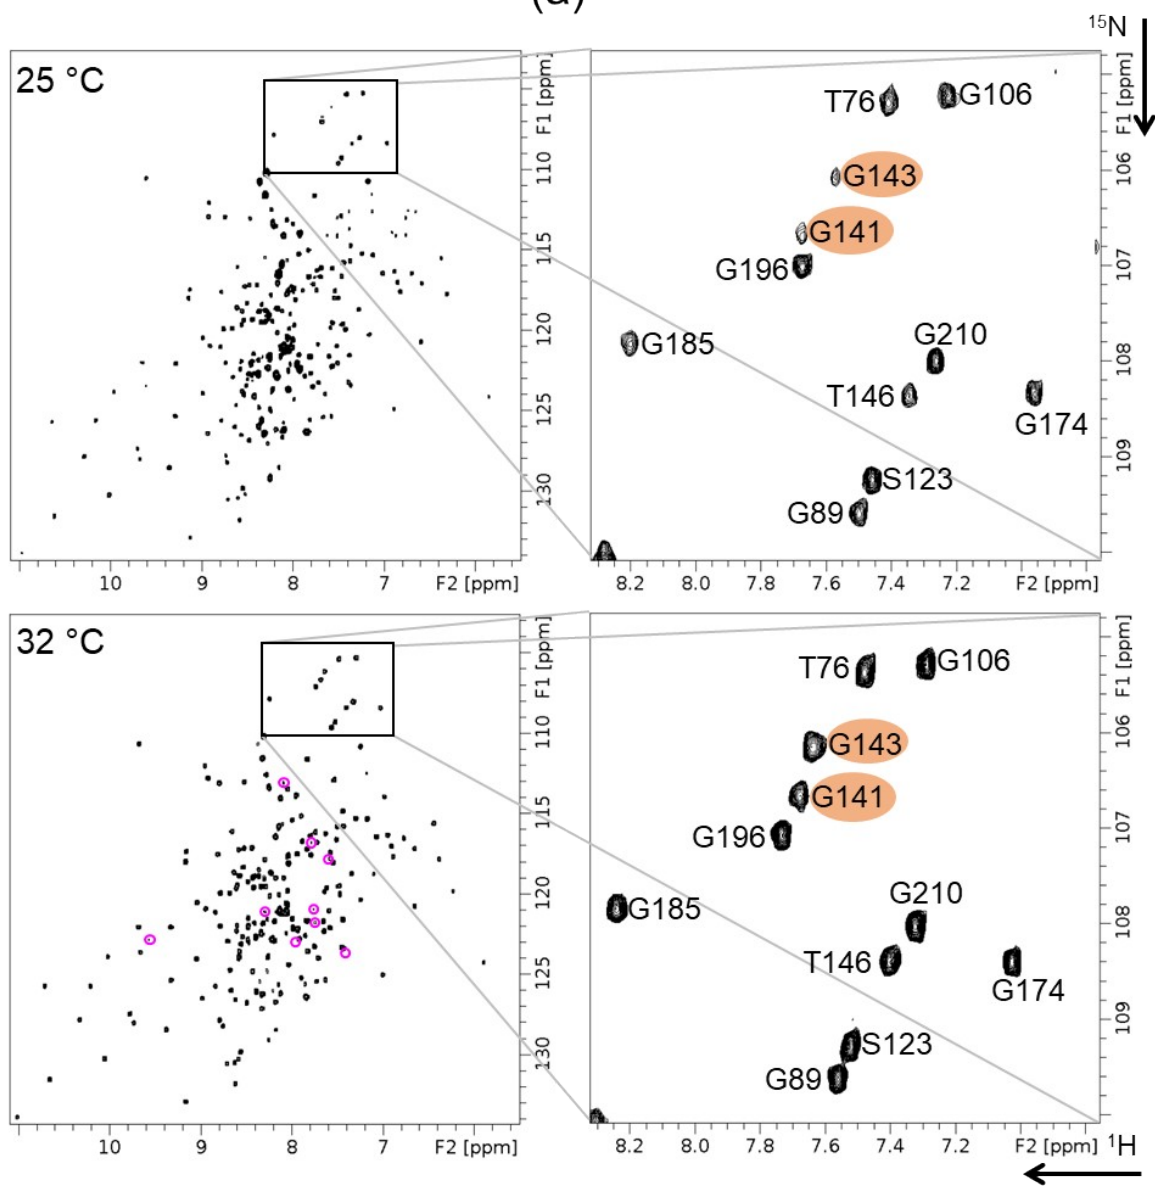 (a)
15N
25 °C
F1 [ppm]
110
115
120
125
130
10 9 8 7 F2 [ppm]
T76
G106
G143
G141
G196
G185
G210
T146
G174
S123
G89
F1 [ppm]
106
107
108
109
8.2 8.0 7.8 7.6 7.4 7.2 F2 [ppm]
32 °C
F1 [ppm]
110
115
120
125
130
10 9 8 7 F2 [ppm]
T76
G106
G143
G141
G196
G185
G210
T146
G174
S123
G89
F1 [ppm]
106
107
108
109
8.2 8.0 7.8 7.6 7.4 7.2 F2 [ppm]
1H